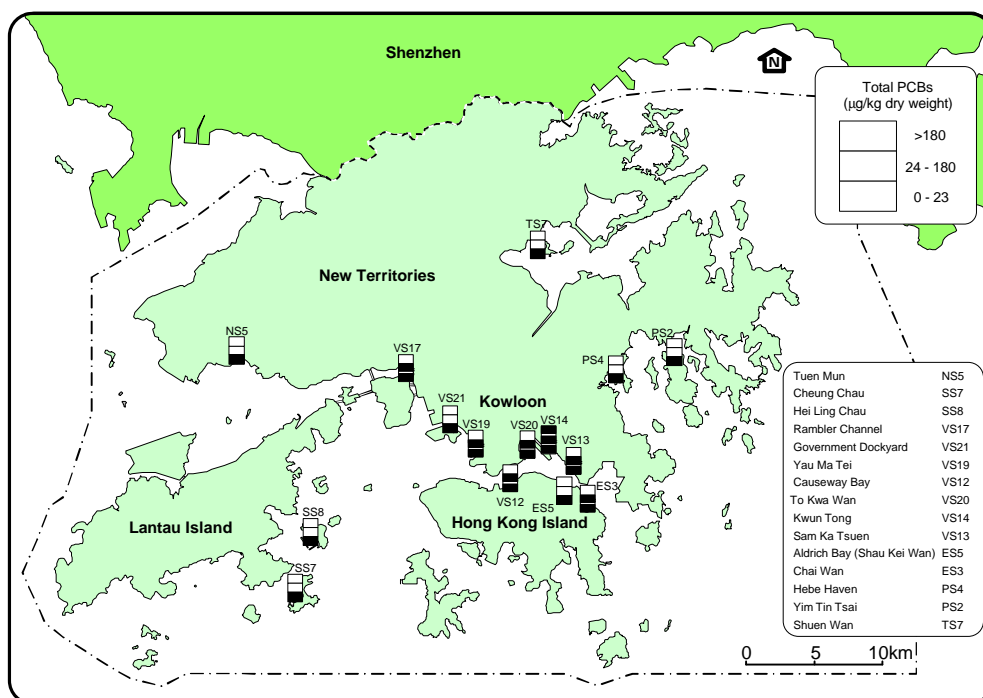 Shenzhen
N
Total PCBs
(μg/kg dry weight)
>180
24 - 180
0 - 23
TS7
New Territories
NS5
VS17
PS2
PS4
VS21
Kowloon
VS19
VS20
VS14
VS13
VS12
ES5
ES3
Hong Kong Island
Lantau Island
SS8
SS7
Tuen Mun NS5
Cheung Chau SS7
Hei Ling Chau SS8
Rambler Channel VS17
Government Dockyard VS21
Yau Ma Tei VS19
Causeway Bay VS12
To Kwa Wan VS20
Kwun Tong VS14
Sam Ka Tsuen VS13
Aldrich Bay (Shau Kei Wan) ES5
Chai Wan ES3
Hebe Haven PS4
Yim Tin Tsai PS2
Shuen Wan TS7
0 5 10km